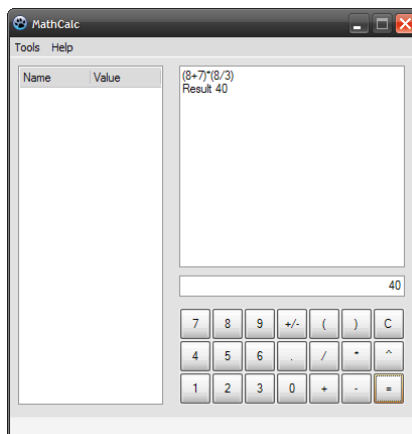 MathCalc
Tools Help
Name Value
(8+7)*(8/3)
Result 40
40
7 8 9 +/- ( ) C
4 5 6 . / * ^
1 2 3 0 + - =